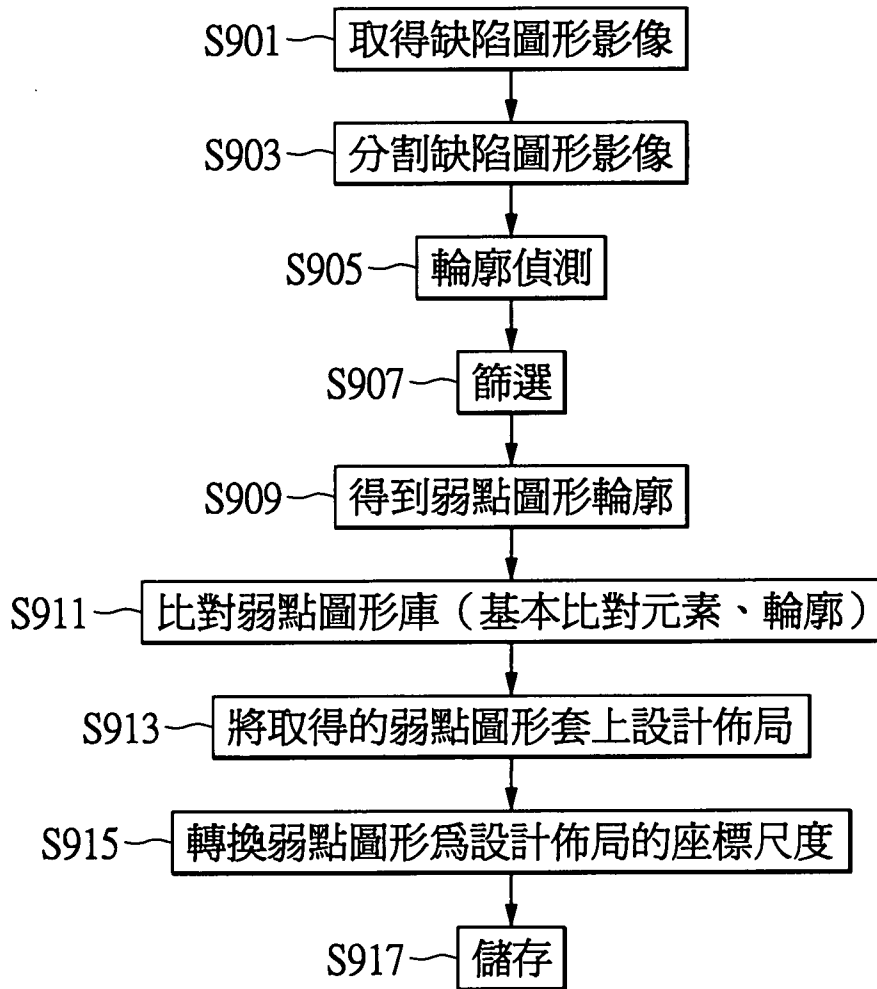 S901 取得缺陷圖形影像
S903 分割缺陷圖形影像
S905 輪廓偵測
S907 篩選
S909 得到弱點圖形輪廓
S911 比對弱點圖形庫（基本比對元素、輪廓）
S913 將取得的弱點圖形套上設計佈局
S915 轉換弱點圖形爲設計佈局的座標尺度
S917 儲存